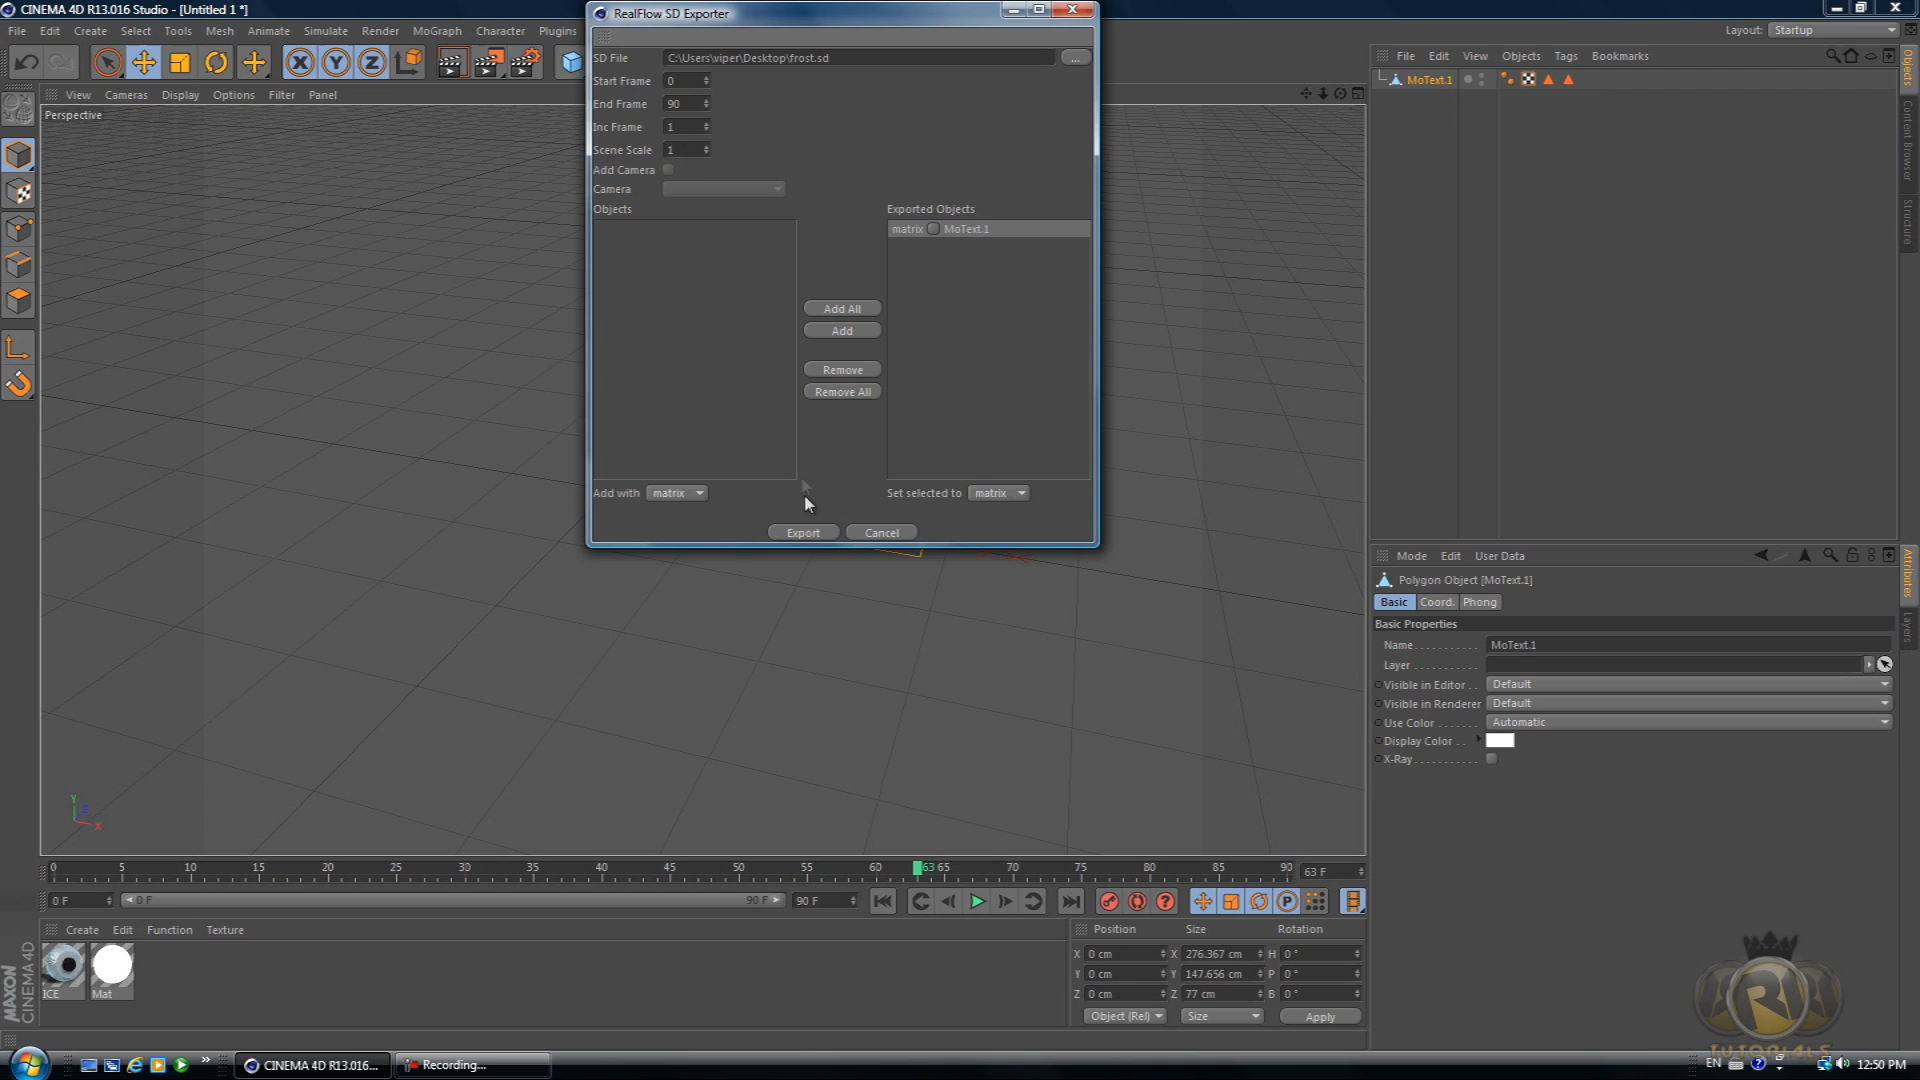 CINEMA 4D R13.016 Studio - [Untitled 1 *]
File Edit Create Select Tools Mesh Animate Simulate Render MoGraph Character Plugins
Layout: Startup
RealFlow SD Exporter
SD File C:\Users\viper\Desktop\frost.sd ...
Start Frame 0
End Frame 90
Inc Frame 1
Scene Scale 1
Add Camera
Camera
Objects
Exported Objects
matrix MoText.1
Add All
Add
Remove
Remove All
Add with matrix
Set selected to matrix
Export Cancel
View Cameras Display Options Filter Panel
Perspective
Y
Z
X
File Edit View Objects Tags Bookmarks
MoText.1
Objects
Content Browser
Structure
Mode Edit User Data
Polygon Object [MoText.1]
Basic Coord. Phong
Basic Properties
Name MoText.1
Layer
Visible in Editor Default
Visible in Renderer Default
Use Color Automatic
Display Color
X-Ray
Attributes
Layers
0 5 10 15 20 25 30 35 40 45 50 55 60 63 65 70 75 80 85 90
63 F
0 F 0 F 90 F 90 F
Create Edit Function Texture
ICE Mat
MAXON
CINEMA 4D
Position Size Rotation
X 0 cm X 276.367 cm H 0 °
Y 0 cm Y 147.656 cm P 0 °
Z 0 cm Z 77 cm B 0 °
Object (Rel) Size Apply
TUTOR14LS
CINEMA 4D R13.016...
Recording...
EN
12:50 PM